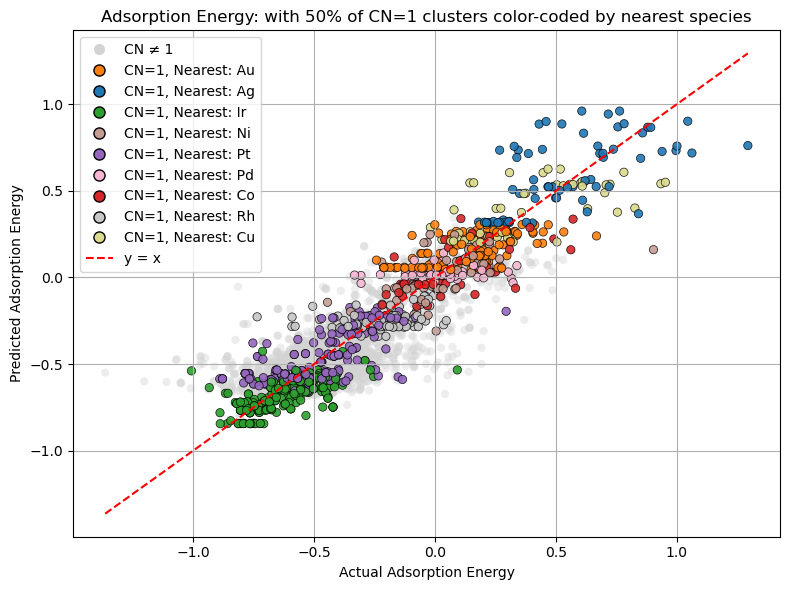 Adsorption Energy: with 50% of CN=1 clusters color-coded by nearest species
CN ≠ 1
CN=1, Nearest: Au
CN=1, Nearest: Ag
CN=1, Nearest: Ir
CN=1, Nearest: Ni
CN=1, Nearest: Pt
CN=1, Nearest: Pd
CN=1, Nearest: Co
CN=1, Nearest: Rh
CN=1, Nearest: Cu
y = x
Predicted Adsorption Energy
1.0
0.5
0.0
−0.5
−1.0
−1.0 −0.5 0.0 0.5 1.0
Actual Adsorption Energy